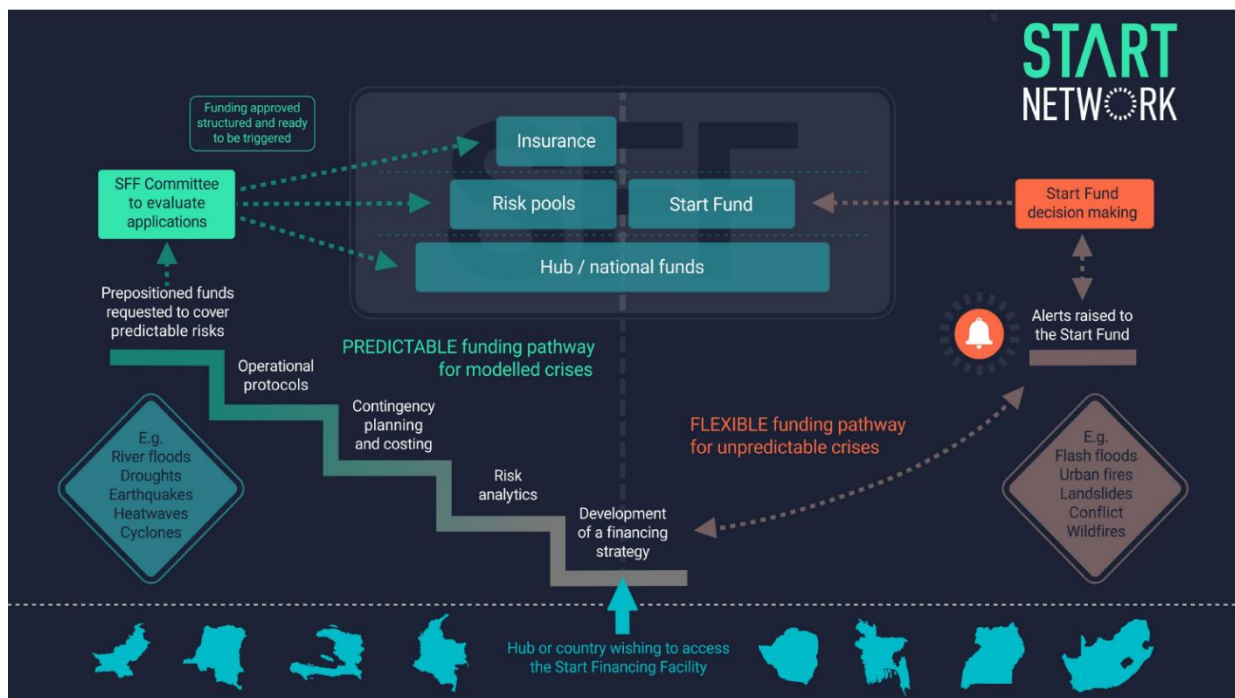 START
NETWORK
Funding approved
structured and ready
to be triggered
SFF
Insurance
SFF Committee
to evaluate
applications
Risk pools
Start Fund
Start Fund
decision making
Hub / national funds
Prepositioned funds
requested to cover
predictable risks
Alerts raised to
the Start Fund
PREDICTABLE funding pathway
for modelled crises
Operational
protocols
Contingency
planning
and costing
FLEXIBLE funding pathway
for unpredictable crises
E.g.
River floods
Droughts
Earthquakes
Heatwaves
Cyclones
E.g.
Flash floods
Urban fires
Landslides
Conflict
Wildfires
Risk
analytics
Development
of a financing
strategy
Hub or country wishing to access
the Start Financing Facility